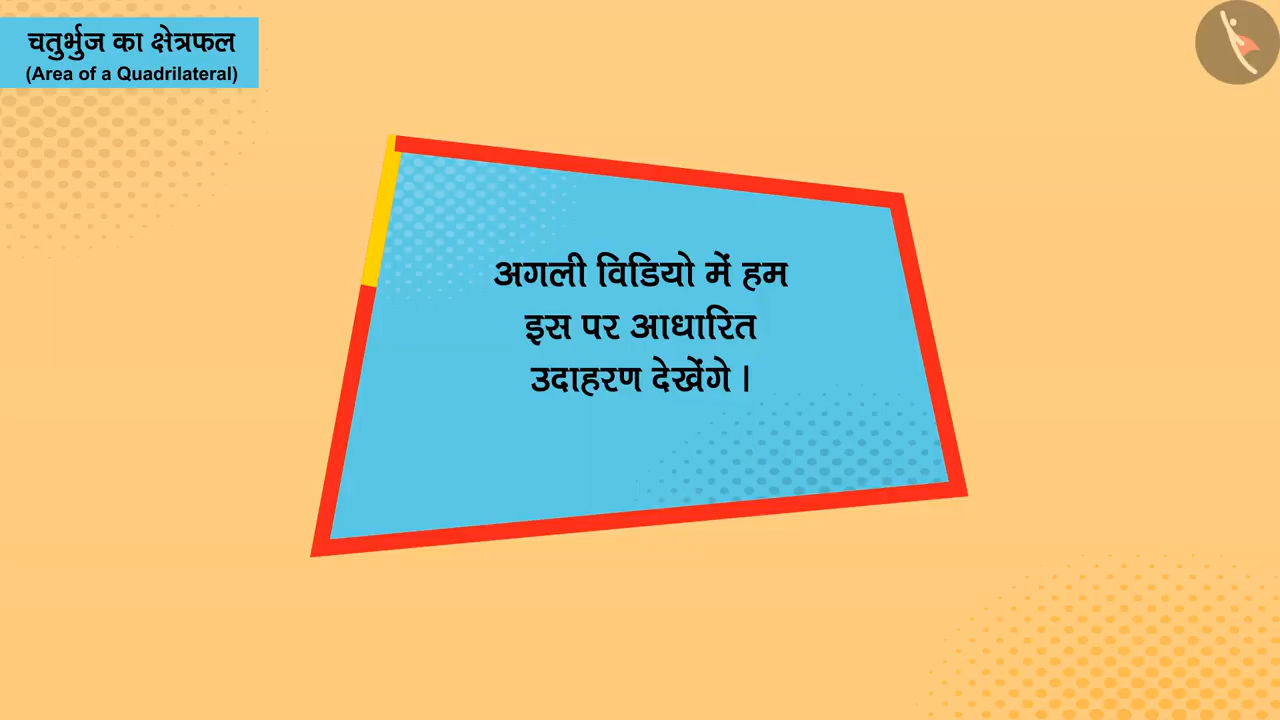 चतुर्भुज का क्षेत्रफल
(Area of a Quadrilateral)
अगली विडियो में हम
इस पर आधारित
उदाहरण देखेंगे ।